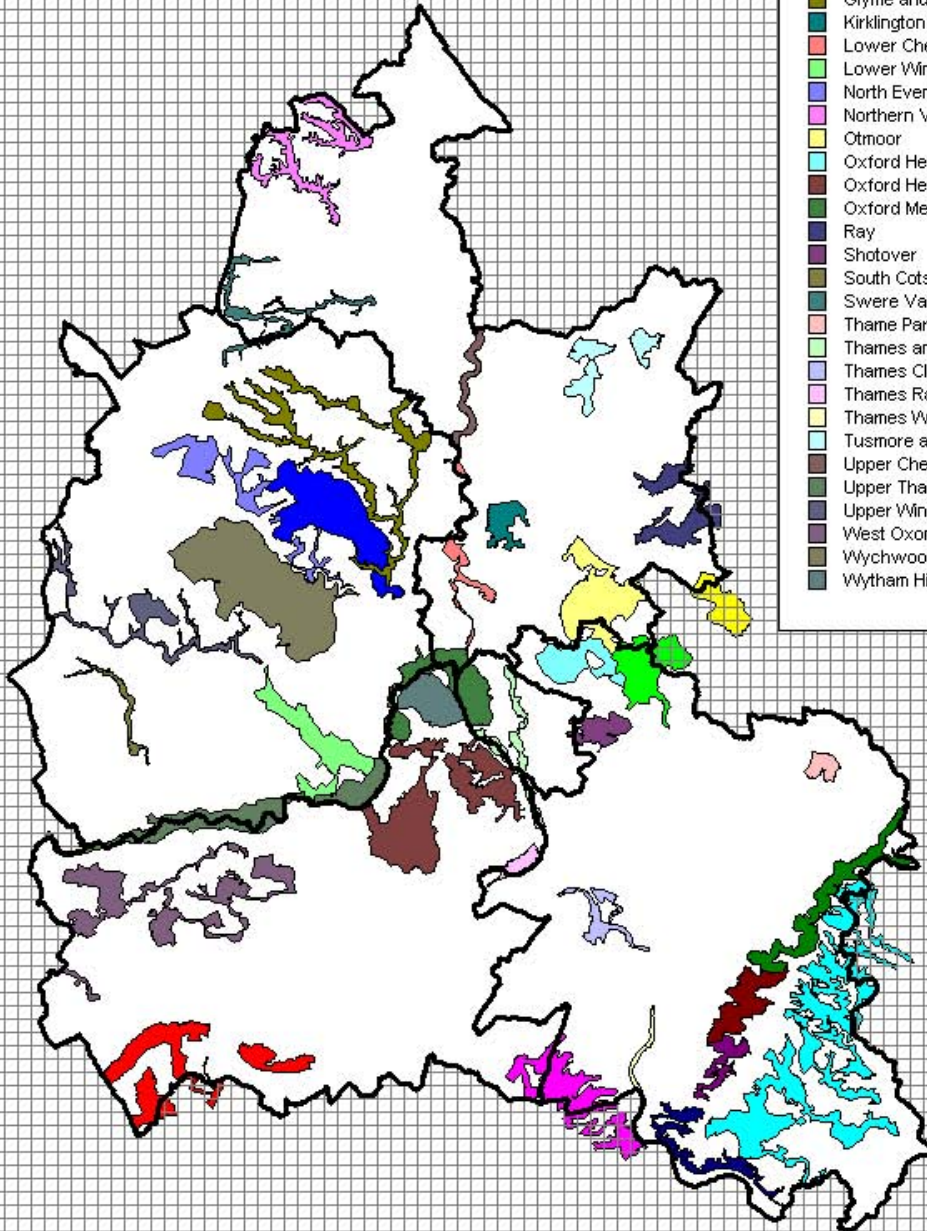 Glyme and
Kirklington
Lower Che
Lower Win
North Even
Northern V
Otmoor
Oxford He
Oxford He
Oxford Me
Ray
Shotover
South Cots
Swere Va
Thame Par
Thames an
Thames Cl
Thames Ra
Thames W
Tusmore a
Upper Che
Upper Tha
Upper Win
West Oxon
Wychwoo
Wytham Hi